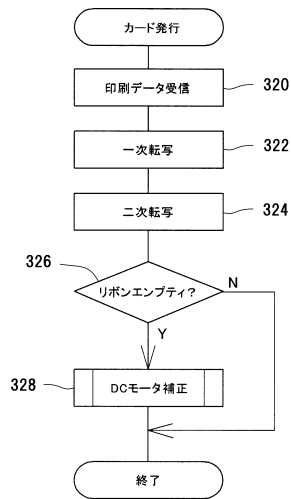 カード発行
印刷データ受信
320
一次転写
322
二次転写
324
326
リボンエンプティ?
N
Y
328
DCモータ補正
終了